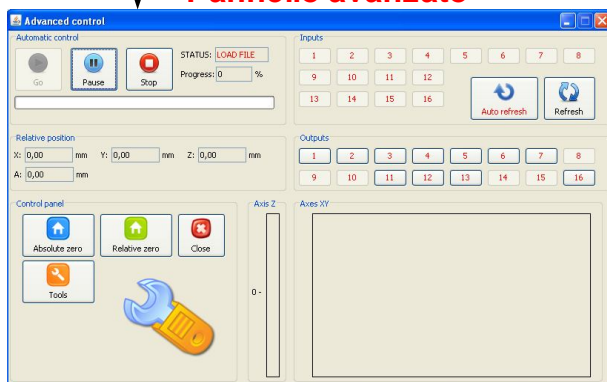 Pannello avanzato
Advanced control
Automatic control
Go
Pause
Stop
STATUS: LOAD FILE
Progress: 0 %
Inputs
1 2 3 4 5 6 7 8
9 10 11 12
13 14 15 16
Auto refresh
Refresh
Relative position
X: 0,00 mm Y: 0,00 mm Z: 0,00 mm
A: 0,00 mm
Outputs
1 2 3 4 5 6 7 8
9 10 11 12 13 14 15 16
Control panel
Absolute zero
Relative zero
Close
Tools
Axis Z
0 -
Axes XY